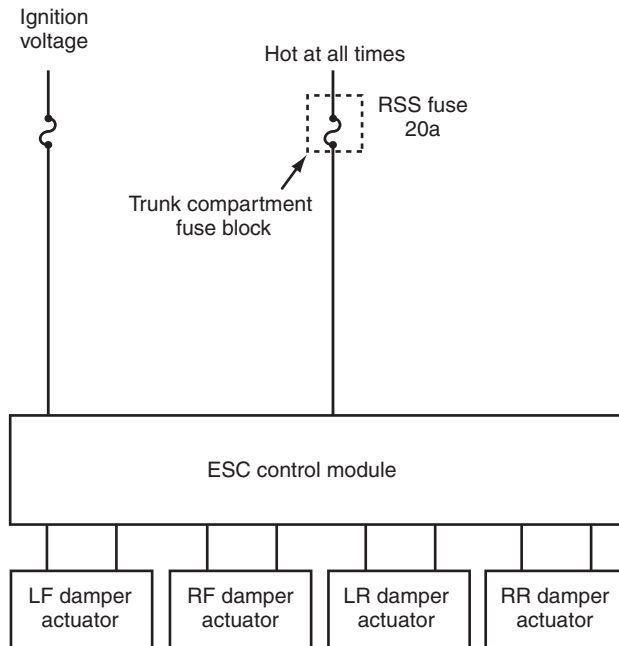 Ignition
voltage
Hot at all times
RSS fuse
20a
Trunk compartment
fuse block
ESC control module
LF damper
actuator
RF damper
actuator
LR damper
actuator
RR damper
actuator